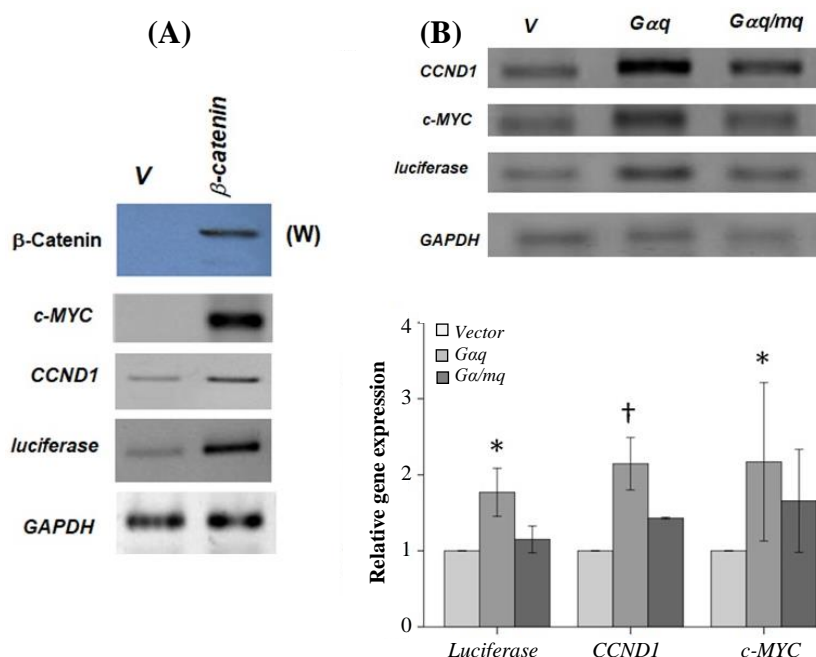 (A)
V
β-catenin
β-Catenin
(W)
c-MYC
CCND1
luciferase
GAPDH
(B)
V
Gαq
Gαq/mq
CCND1
c-MYC
luciferase
GAPDH
Relative gene expression
4
3
2
1
0
Vector
Gαq
Gα/mq
*
†
*
Luciferase
CCND1
c-MYC